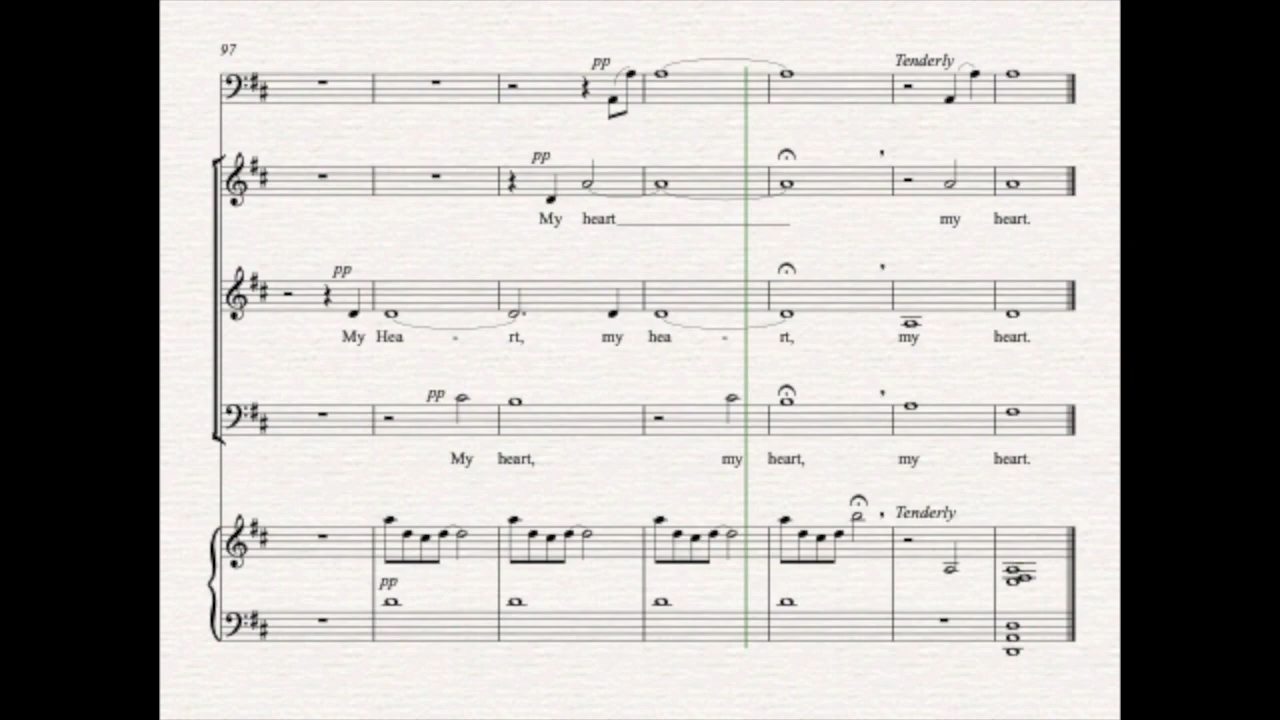 97
pp Tenderly
pp
My heart my heart.
pp
My Hea - rt, my hea - rt, my heart.
pp
My heart, my heart, my heart.
Tenderly
pp